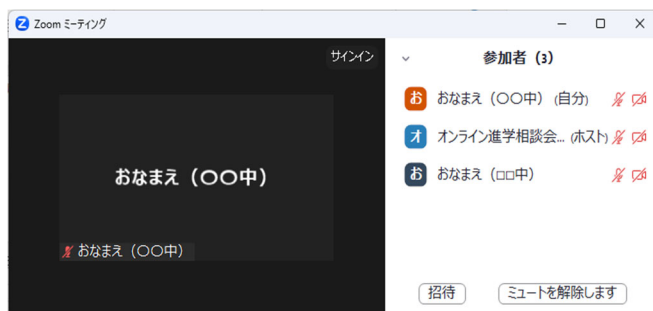 Zoom ミーティング
サインイン
おなまえ（〇〇中）
おなまえ（〇〇中）
参加者（3）
お おなまえ（〇〇中）（自分）
オ オンライン進学相談会...（ホスト）
お おなまえ（□□中）
招待 ミュートを解除します